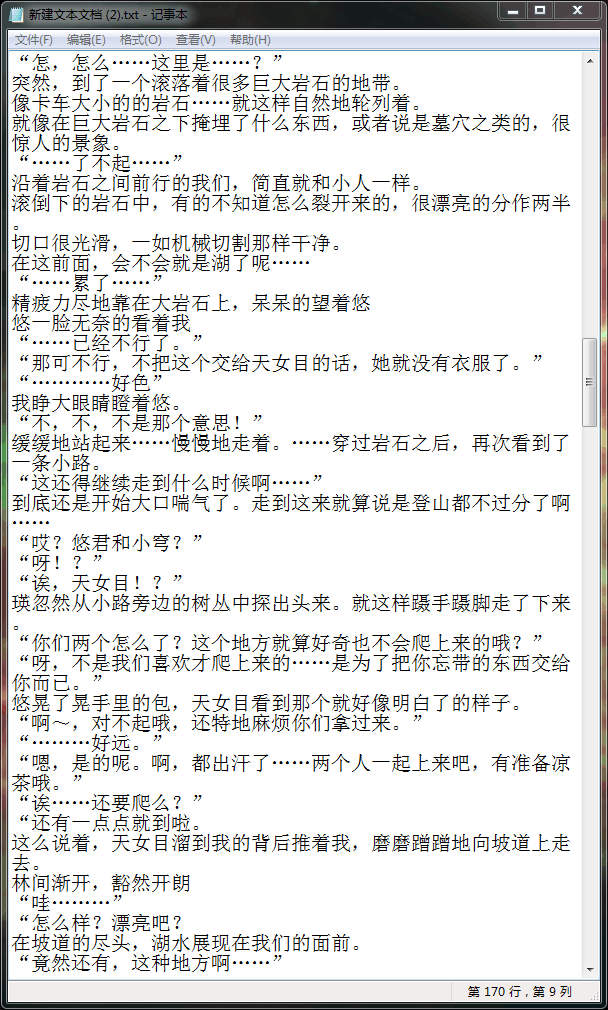 新建文本文档 (2).txt - 记事本
文件(F) 编辑(E) 格式(O) 查看(V) 帮助(H)
“怎，怎么……这里是……？”
突然，到了一个滚落着很多巨大岩石的地带。
像卡车大小的的岩石……就这样自然地轮列着。
就像在巨大岩石之下掩埋了什么东西，或者说是墓穴之类的，很
惊人的景象。
“……了不起……”
沿着岩石之间前行的我们，简直就和小人一样。
滚倒下的岩石中，有的不知道怎么裂开来的，很漂亮的分作两半
。
切口很光滑，一如机械切割那样干净。
在这前面，会不会就是湖了呢……
“……累了……”
精疲力尽地靠在大岩石上，呆呆的望着悠
悠一脸无奈的看着我
“……已经不行了。”
“那可不行，不把这个交给天女目的话，她就没有衣服了。”
“…………好色”
我睁大眼睛瞪着悠。
“不，不，不是那个意思！”
缓缓地站起来……慢慢地走着。……穿过岩石之后，再次看到了
一条小路。
“这还得继续走到什么时候啊……”
到底还是开始大口喘气了。走到这来就算说是登山都不过分了啊
……
“哎？悠君和小穹？”
“呀！？”
“诶，天女目！？”
瑛忽然从小路旁边的树丛中探出头来。就这样蹑手蹑脚走了下来
。
“你们两个怎么了？这个地方就算好奇也不会爬上来的哦？”
“呀，不是我们喜欢才爬上来的……是为了把你忘带的东西交给
你而已。”
悠晃了晃手里的包，天女目看到那个就好像明白了的样子。
“啊～，对不起哦，还特地麻烦你们拿过来。”
“………好远。”
“嗯，是的呢。啊，都出汗了……两个人一起上来吧，有准备凉
茶哦。”
“诶……还要爬么？”
“还有一点点就到啦。
这么说着，天女目溜到我的背后推着我，磨磨蹭蹭地向坡道上走
去。
林间渐开，豁然开朗
“哇………”
“怎么样？漂亮吧？
在坡道的尽头，湖水展现在我们的面前。
“竟然还有，这种地方啊……”
第 170 行，第 9 列